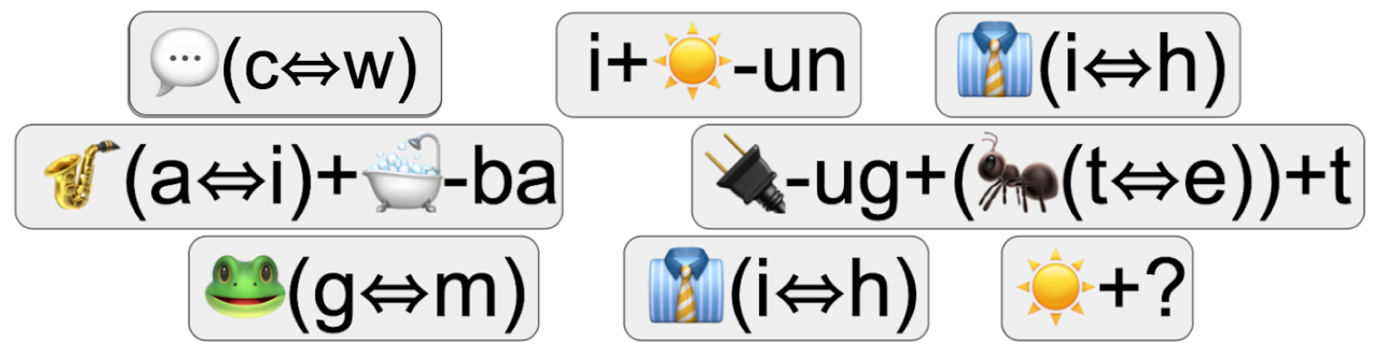 💬(c⇔w) i+☀️-un 👔(i⇔h)
🎷(a⇔i)+🛁-ba 🔌-ug+(🐜(t⇔e))+t
🐸(g⇔m) 👔(i⇔h) ☀️+?